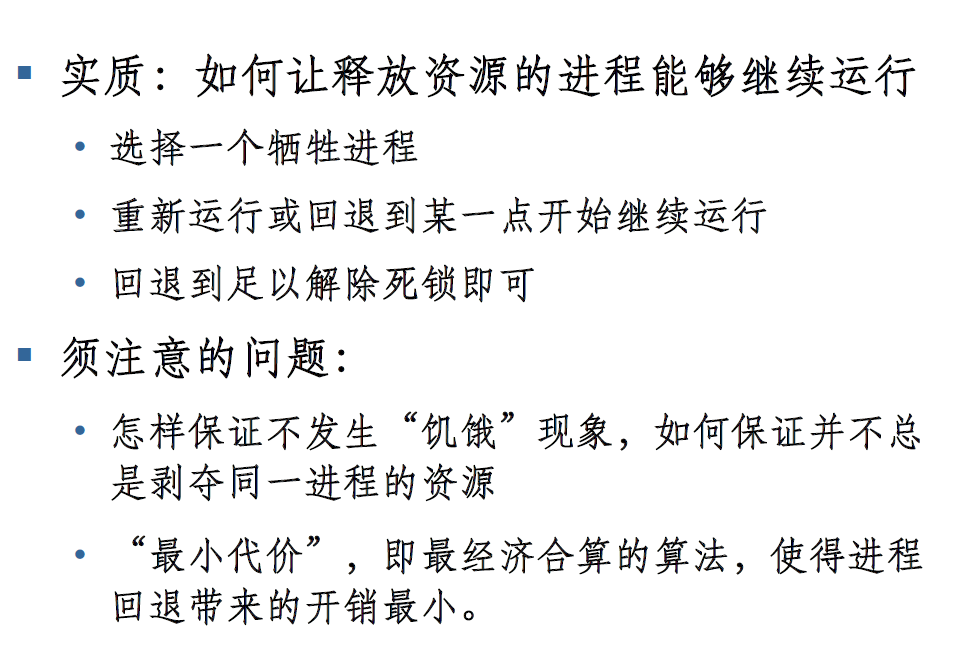 ▪ 实质：如何让释放资源的进程能够继续运行
• 选择一个牺牲进程
• 重新运行或回退到某一点开始继续运行
• 回退到足以解除死锁即可
▪ 须注意的问题：
• 怎样保证不发生“饥饿”现象，如何保证并不总
是剥夺同一进程的资源
• “最小代价”，即最经济合算的算法，使得进程
回退带来的开销最小。